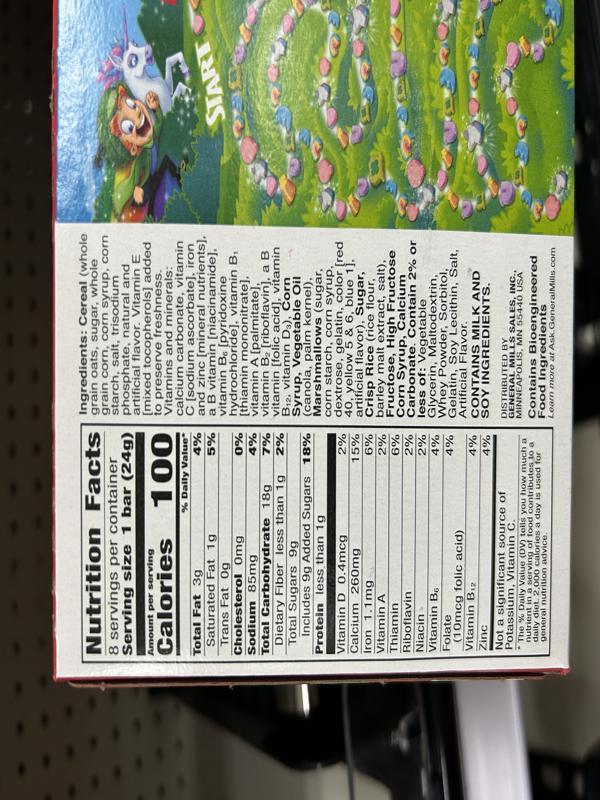 START
Nutrition Facts
8 servings per container
Serving size 1 bar (24g)
Amount per serving
Calories 100
% Daily Value*
Total Fat 3g 4%
Saturated Fat 1g 5%
Trans Fat 0g
Cholesterol 0mg 0%
Sodium 85mg 4%
Total Carbohydrate 18g 7%
Dietary Fiber less than 1g 2%
Total Sugars 9g
Includes 9g Added Sugars 18%
Protein less than 1g
Vitamin D 0.4mcg 2%
Calcium 260mg 15%
Iron 1.1mg 6%
Vitamin A 2%
Thiamin 6%
Riboflavin 2%
Niacin 2%
Vitamin B6 4%
Folate 4%
(10mcg folic acid)
Vitamin B12 4%
Zinc 4%
Not a significant source of
Potassium, Vitamin C.
* The % Daily Value (DV) tells you how much a
nutrient in a serving of food contributes to a
daily diet. 2,000 calories a day is used for
general nutrition advice.
Ingredients: Cereal (whole
grain oats, sugar, whole
grain corn, corn syrup, corn
starch, salt, trisodium
phosphate, natural and
artificial flavor. Vitamin E
[mixed tocopherols] added
to preserve freshness.
Vitamins and minerals:
calcium carbonate, vitamin
C [sodium ascorbate], iron
and zinc [mineral nutrients],
a B vitamin [niacinamide],
vitamin B6 [pyridoxine
hydrochloride], vitamin B1
[thiamin mononitrate],
vitamin A [palmitate],
vitamin B2 [riboflavin], a B
vitamin [folic acid], vitamin
B12, vitamin D3), Corn
Syrup, Vegetable Oil
(canola, palm kernel),
Marshmallows (sugar,
corn starch, corn syrup,
dextrose, gelatin, color [red
40, yellow 5 & 6, blue 1],
artificial flavor), Sugar,
Crisp Rice (rice flour,
barley malt extract, salt),
Fructose, High Fructose
Corn Syrup, Calcium
Carbonate. Contain 2% or
less of: Vegetable
Glycerin, Maltodextrin,
Whey Powder, Sorbitol,
Gelatin, Soy Lecithin, Salt,
Artificial Flavor.
CONTAINS MILK AND
SOY INGREDIENTS.
DISTRIBUTED BY
GENERAL MILLS SALES, INC.,
MINNEAPOLIS, MN 55440 USA
Contains Bioengineered
Food Ingredients
Learn more at Ask.GeneralMills.com